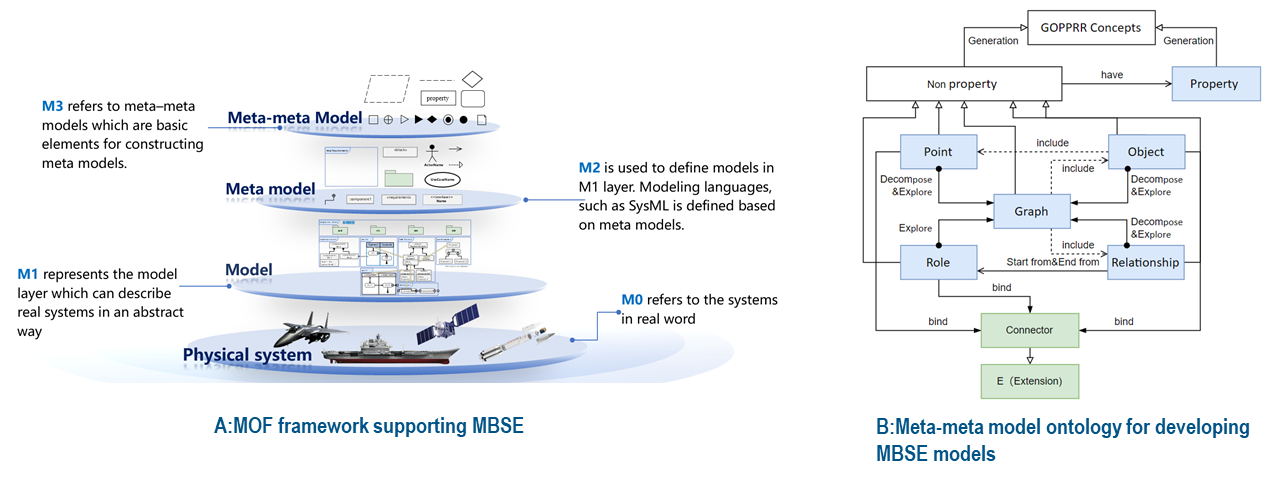 M3 refers to meta–meta
models which are basic
elements for constructing
meta models.
property
Meta-meta Model
M2 is used to define models in
M1 layer. Modeling languages,
such as SysML is defined based
on meta models.
Meta model
M1 represents the model
layer which can describe
real systems in an abstract
way
Model
M0 refers to the systems
in real word
Physical system
A:MOF framework supporting MBSE
GOPPRR Concepts
Generation
Generation
Non property
have
Property
Point
include
Object
include
Decompose
&Explore
Decompose
&Explore
Graph
Explore
include
Decompose
&Explore
Role
Start from&End from
Relationship
bind
bind
Connector
bind
E（Extension）
B:Meta-meta model ontology for developing
MBSE models